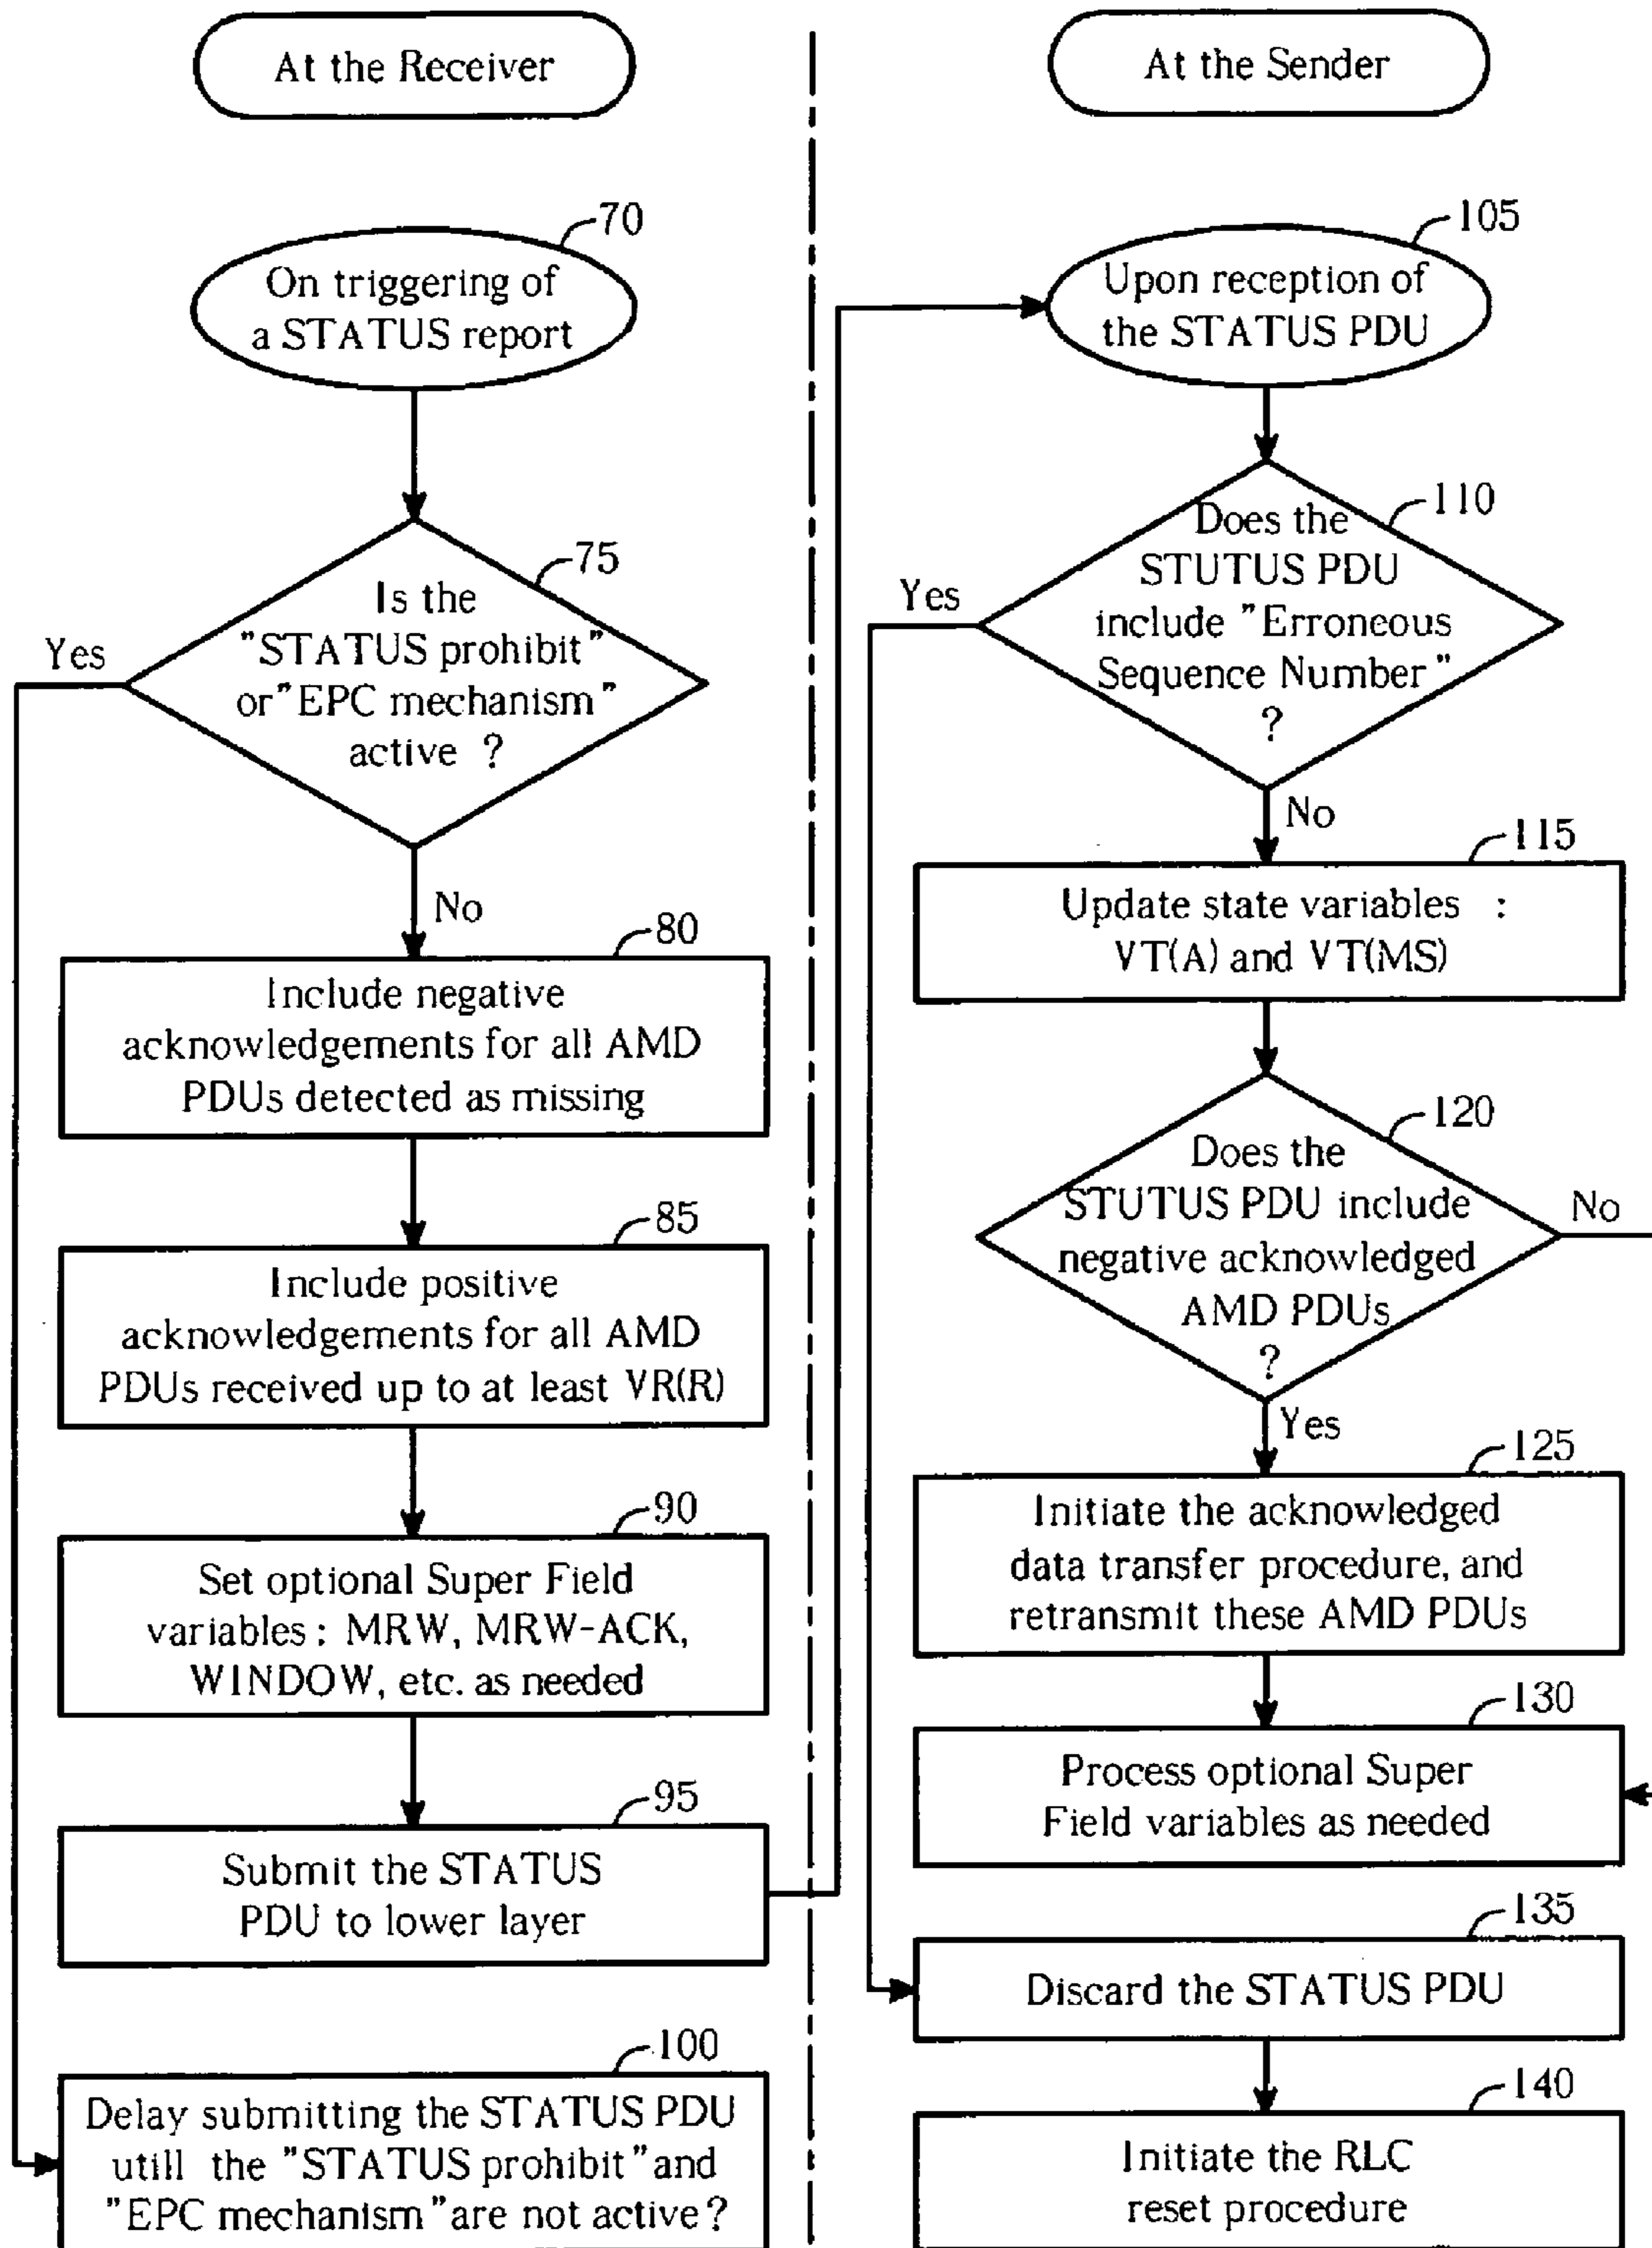 At the Receiver
70
On triggering of
a STATUS report
75
Is the
"STATUS prohibit"
or "EPC mechanism"
active ?
Yes
No
80
Include negative
acknowledgements for all AMD
PDUs detected as missing
85
Include positive
acknowledgements for all AMD
PDUs received up to at least VR(R)
90
Set optional Super Field
variables : MRW, MRW-ACK,
WINDOW, etc. as needed
95
Submit the STATUS
PDU to lower layer
100
Delay submitting the STATUS PDU
utill the "STATUS prohibit" and
"EPC mechanism" are not active ?
At the Sender
105
Upon reception of
the STATUS PDU
110
Does the
STUTUS PDU
include "Erroneous
Sequence Number"
?
Yes
No
115
Update state variables :
VT(A) and VT(MS)
120
Does the
STUTUS PDU include
negative acknowledged
AMD PDUs
?
No
Yes
125
Initiate the acknowledged
data transfer procedure, and
retransmit these AMD PDUs
130
Process optional Super
Field variables as needed
135
Discard the STATUS PDU
140
Initiate the RLC
reset procedure